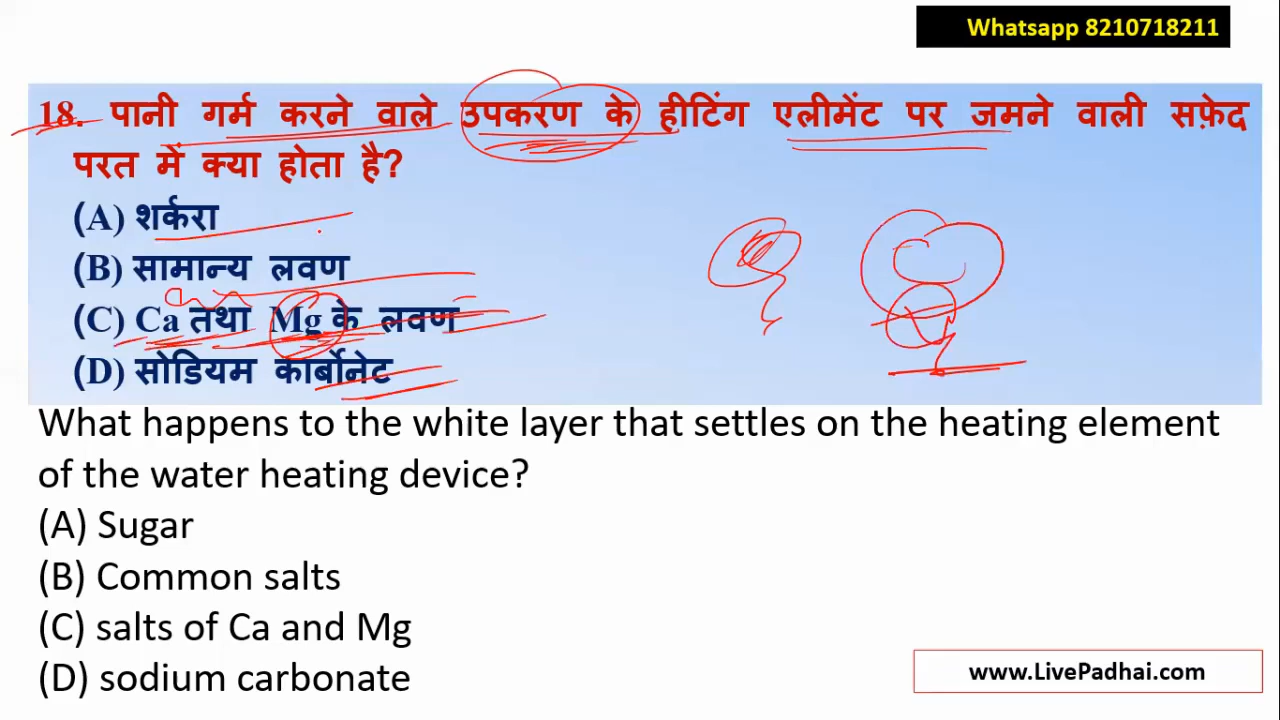 Whatsapp 8210718211
18. पानी गर्म करने वाले उपकरण के हीटिंग एलीमेंट पर जमने वाली सफ़ेद
परत में क्या होता है?
(A) शर्करा
(B) सामान्य लवण
(C) Ca तथा Mg के लवण
(D) सोडियम कार्बोनेट
What happens to the white layer that settles on the heating element
of the water heating device?
(A) Sugar
(B) Common salts
(C) salts of Ca and Mg
(D) sodium carbonate
www.LivePadhai.com